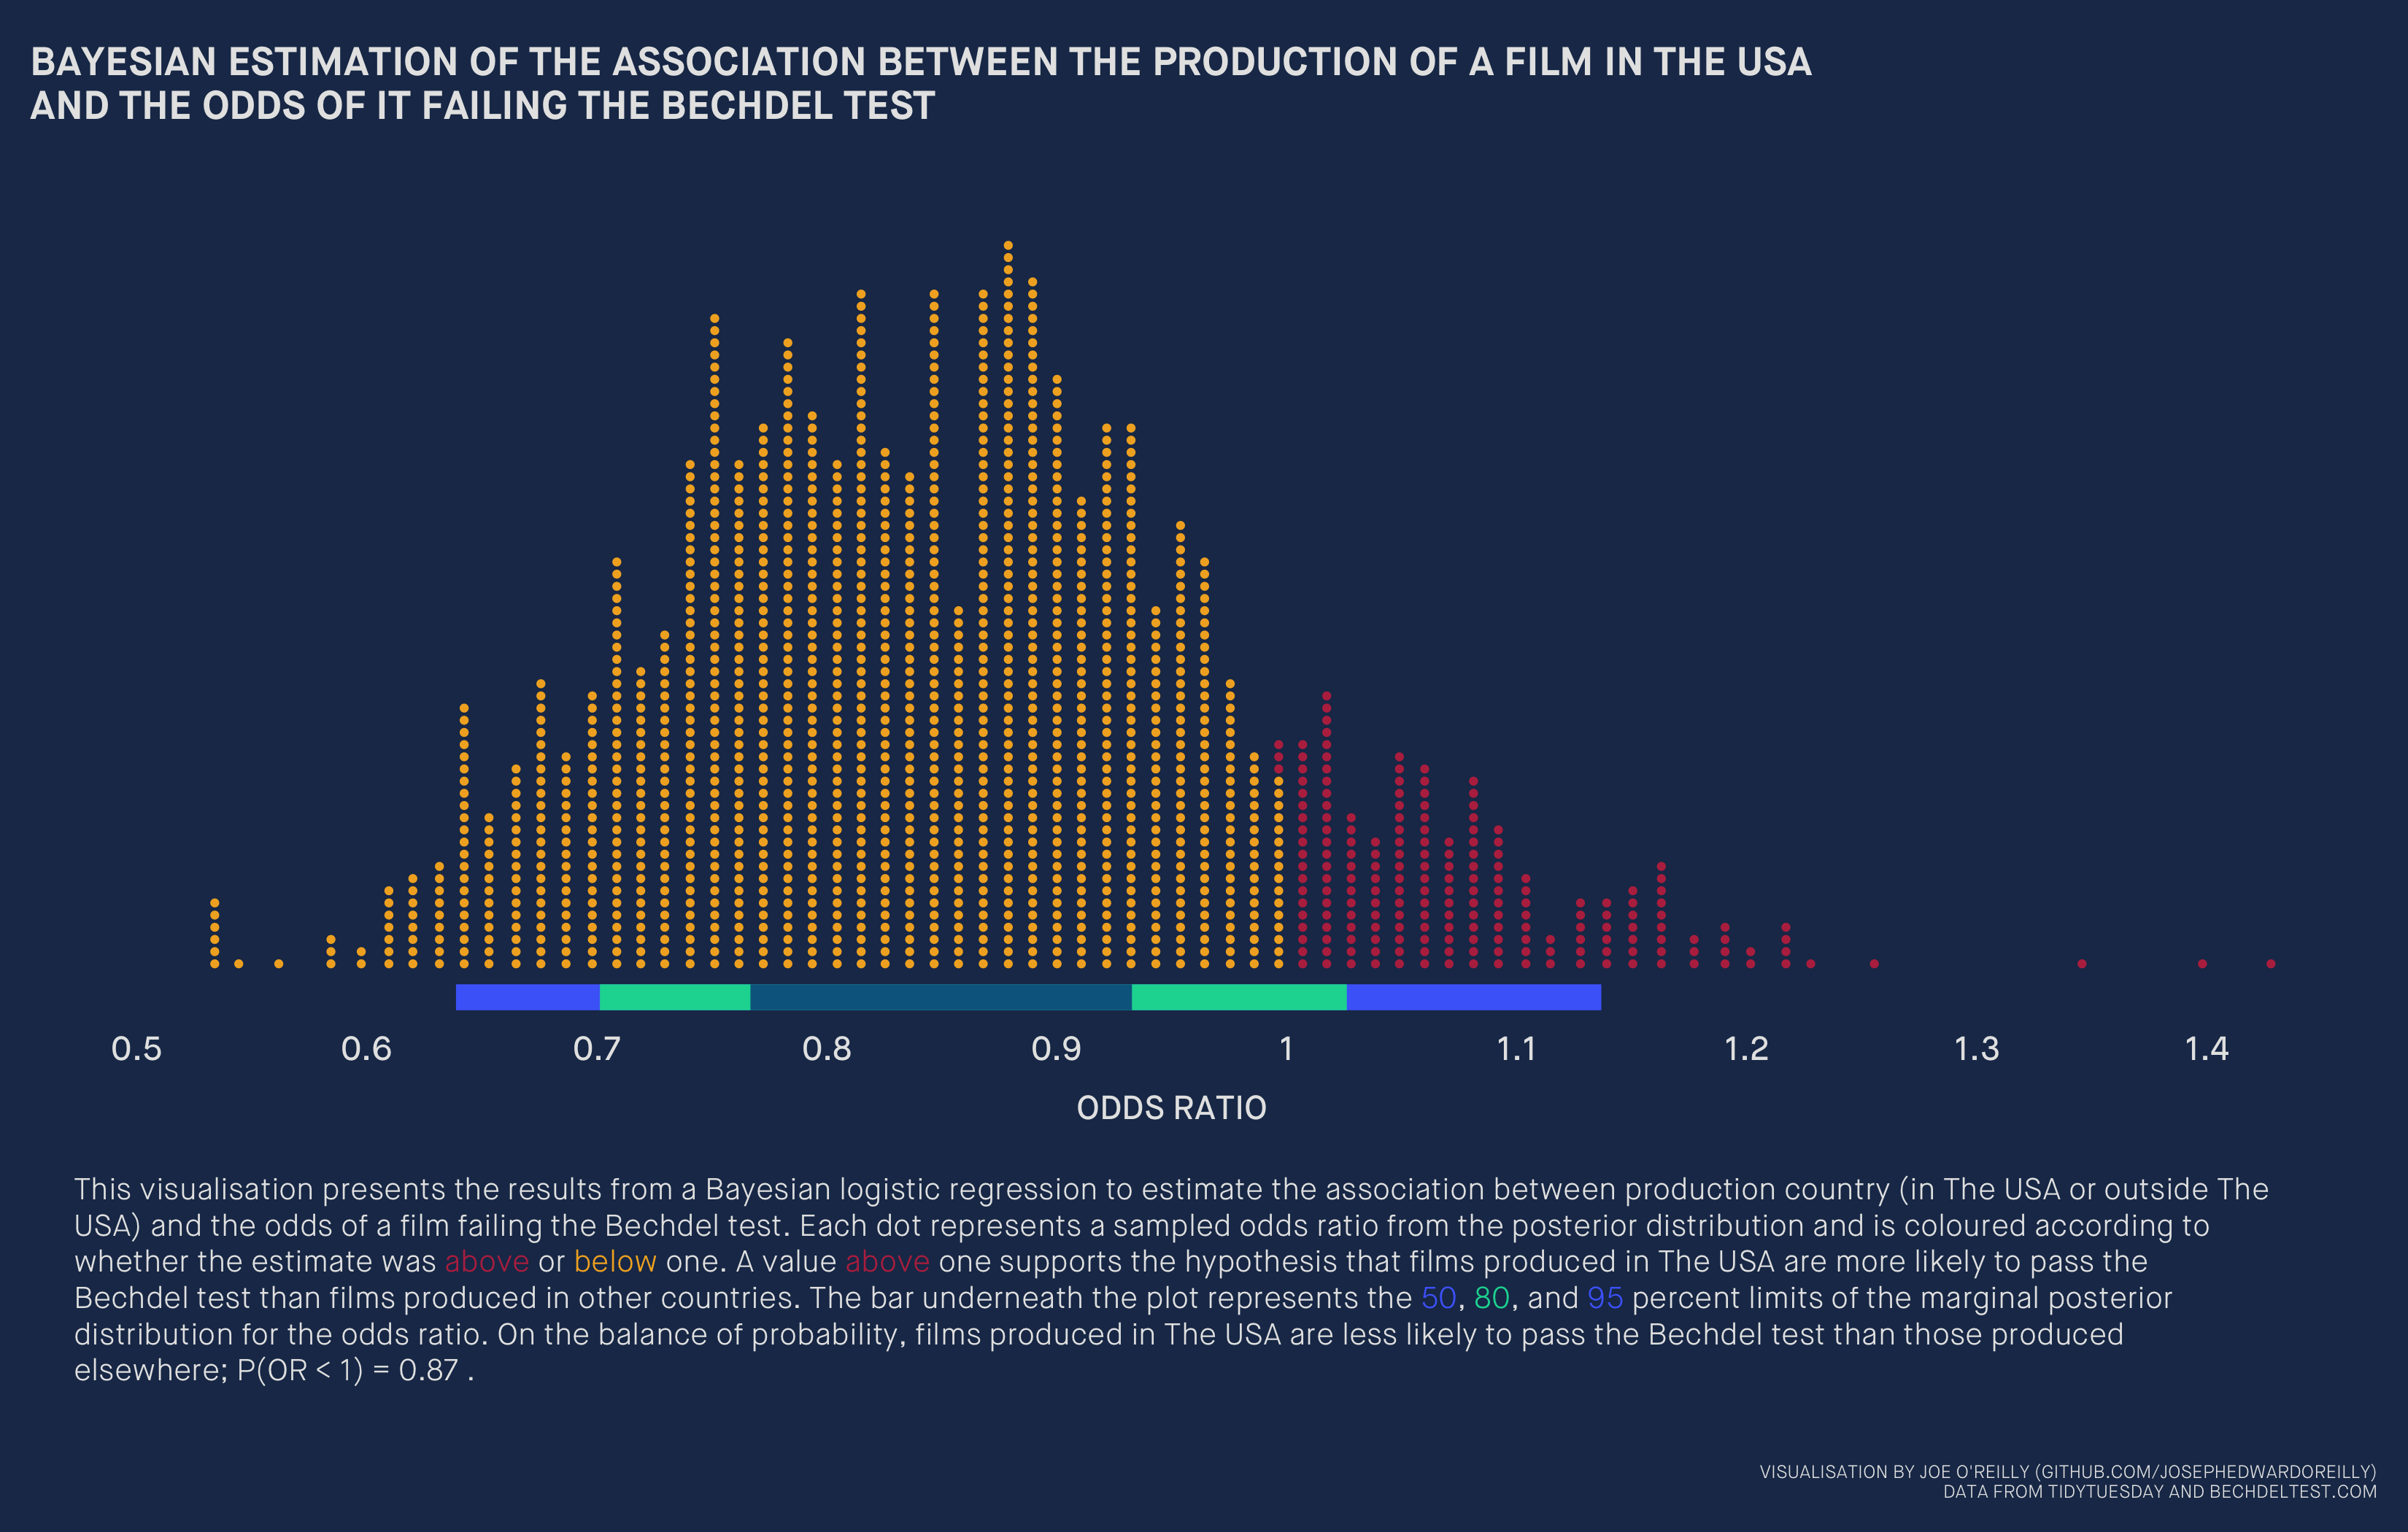 BAYESIAN ESTIMATION OF THE ASSOCIATION BETWEEN THE PRODUCTION OF A FILM IN THE USA
AND THE ODDS OF IT FAILING THE BECHDEL TEST
0.5 0.6 0.7 0.8 0.9 1 1.1 1.2 1.3 1.4
ODDS RATIO
This visualisation presents the results from a Bayesian logistic regression to estimate the association between production country (in The USA or outside The
USA) and the odds of a film failing the Bechdel test. Each dot represents a sampled odds ratio from the posterior distribution and is coloured according to
whether the estimate was above or below one. A value above one supports the hypothesis that films produced in The USA are more likely to pass the
Bechdel test than films produced in other countries. The bar underneath the plot represents the 50, 80, and 95 percent limits of the marginal posterior
distribution for the odds ratio. On the balance of probability, films produced in The USA are less likely to pass the Bechdel test than those produced
elsewhere; P(OR < 1) = 0.87 .
VISUALISATION BY JOE O'REILLY (GITHUB.COM/JOSEPHEDWARDOREILLY)
DATA FROM TIDYTUESDAY AND BECHDELTEST.COM